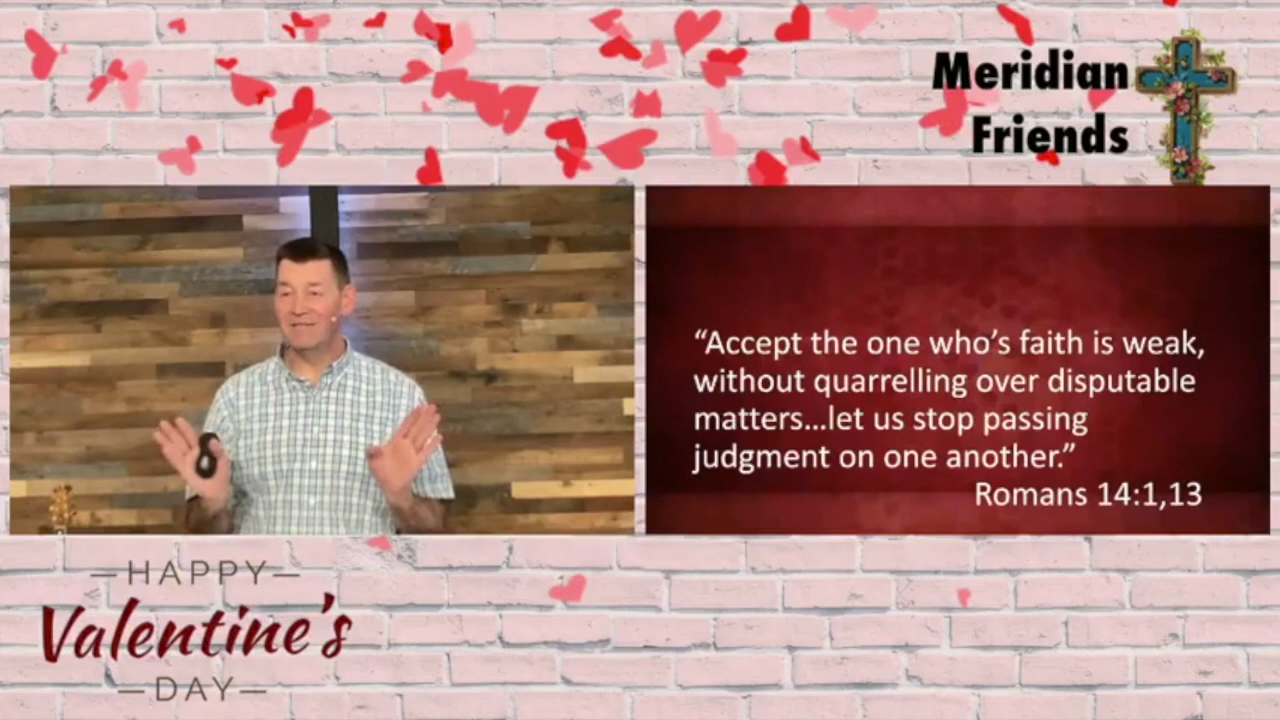 Meridian
Friends
“Accept the one who’s faith is weak,
without quarrelling over disputable
matters...let us stop passing
judgment on one another.”
Romans 14:1,13
—HAPPY—
Valentine’s
—DAY—